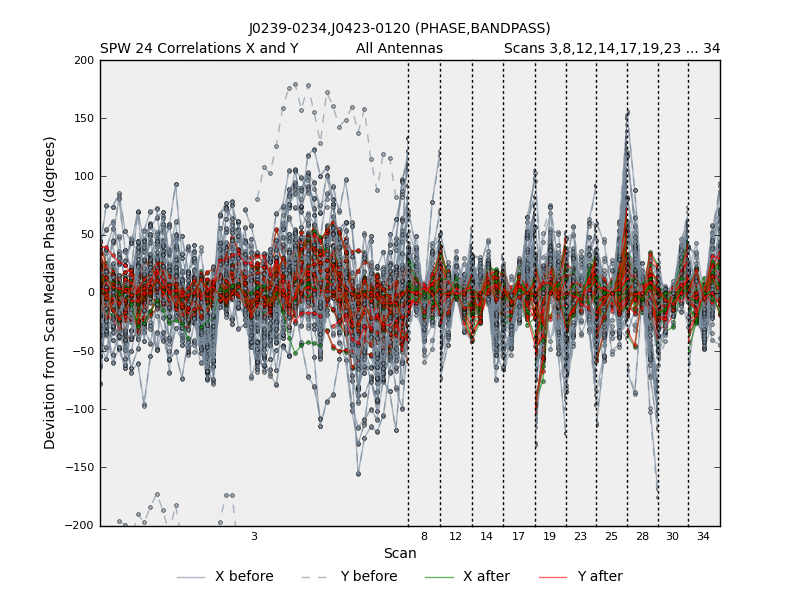 J0239-0234,J0423-0120 (PHASE,BANDPASS)
SPW 24 Correlations X and Y All Antennas Scans 3,8,12,14,17,19,23 ... 34
200
150
100
50
0
−50
−100
−150
−200
Deviation from Scan Median Phase (degrees)
3 8 12 14 17 19 23 25 28 30 34
Scan
X before Y before X after Y after